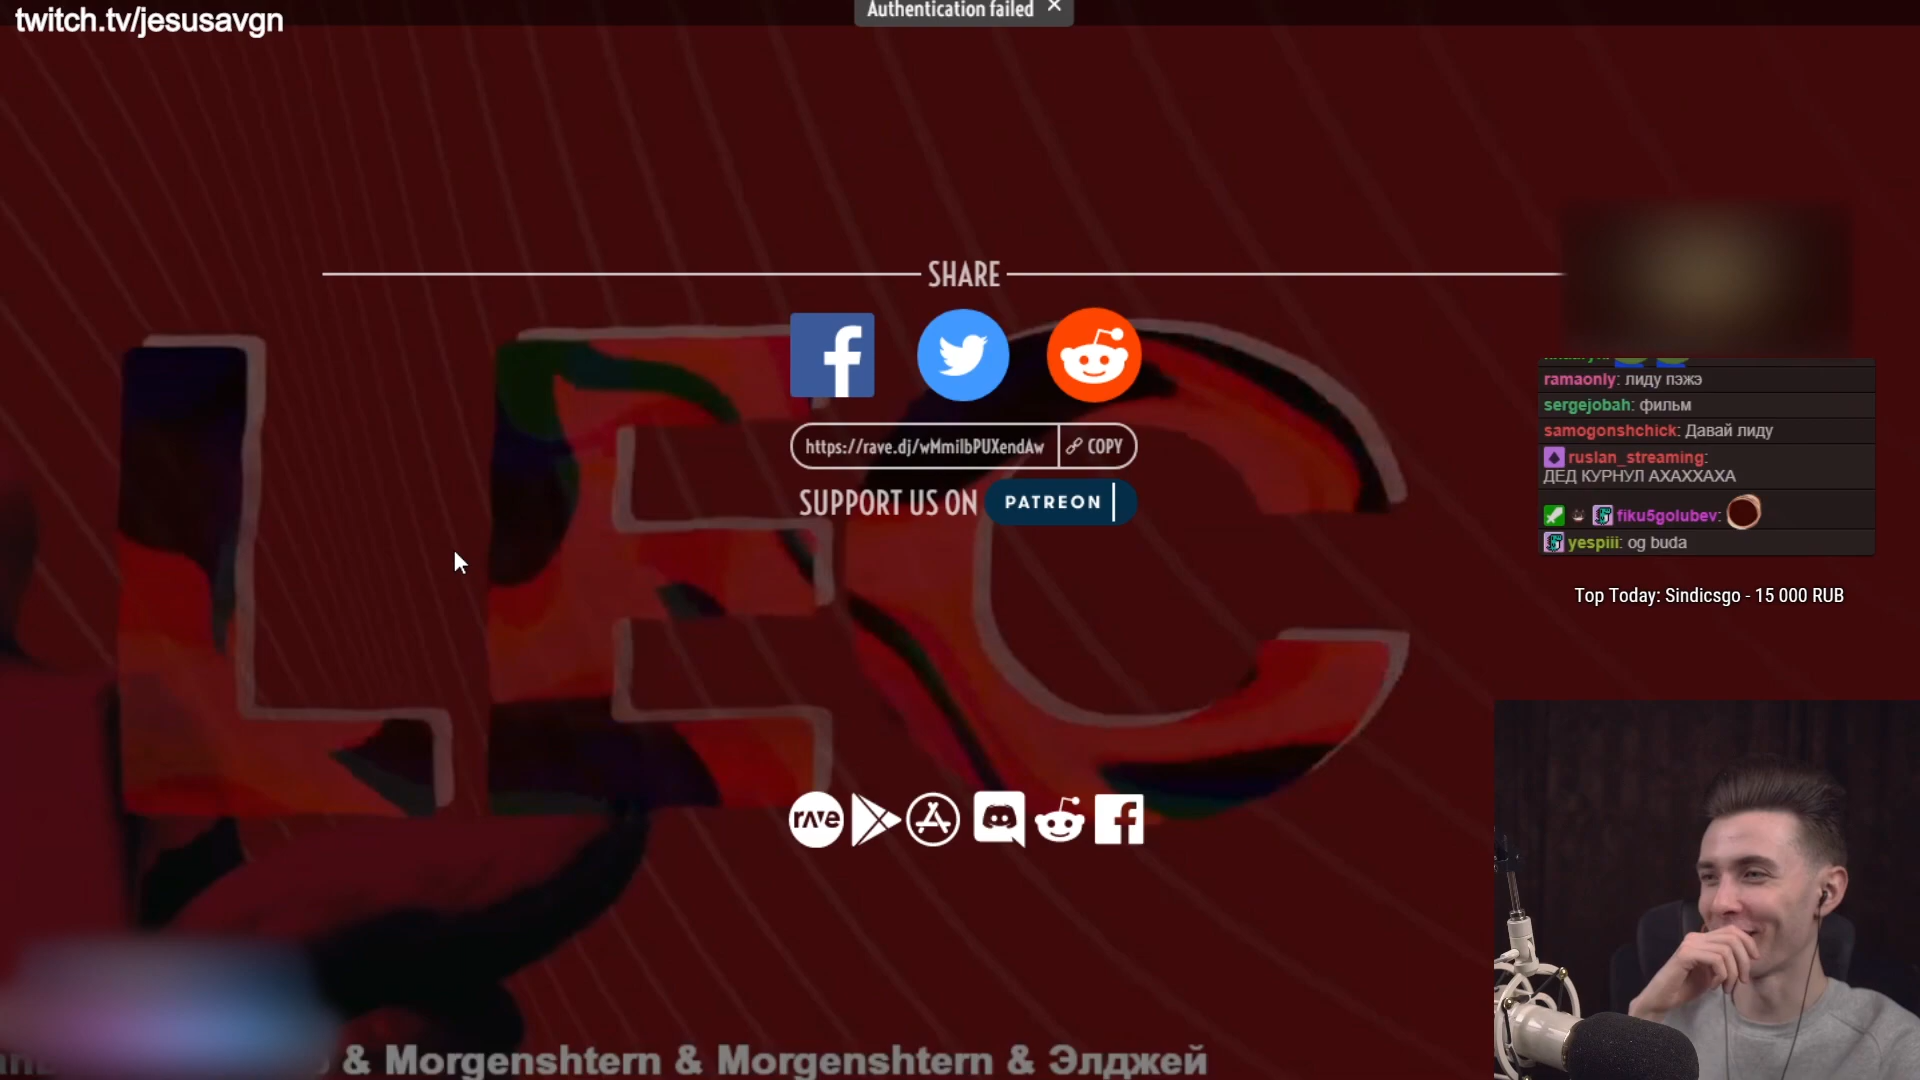 twitch.tv/jesusavgn
Authentication failed ✕
SHARE
https://rave.dj/wMmilbPUXendAw
COPY
SUPPORT US ON
PATREON
LEC
rave
ramaonly: лиду пэжэ
sergejobah: фильм
samogonshchick: Давай лиду
ruslan_streaming:
ДЕД КУРНУЛ АХАХХАХА
fiku5golubev:
yespiii: og buda
Top Today: Sindicsgo - 15 000 RUB
& Morgenshtern & Morgenshtern & Элджей